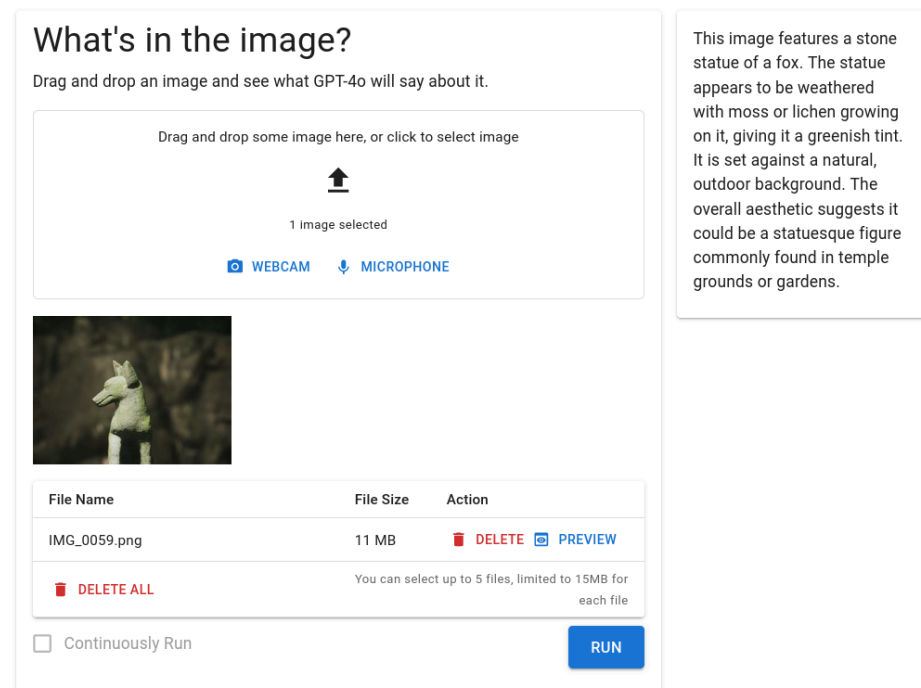 What's in the image?
Drag and drop an image and see what GPT-4o will say about it.
Drag and drop some image here, or click to select image
1 image selected
WEBCAM MICROPHONE
File Name File Size Action
IMG_0059.png 11 MB DELETE PREVIEW
DELETE ALL
You can select up to 5 files, limited to 15MB for
each file
Continuously Run
RUN
This image features a stone
statue of a fox. The statue
appears to be weathered
with moss or lichen growing
on it, giving it a greenish tint.
It is set against a natural,
outdoor background. The
overall aesthetic suggests it
could be a statuesque figure
commonly found in temple
grounds or gardens.